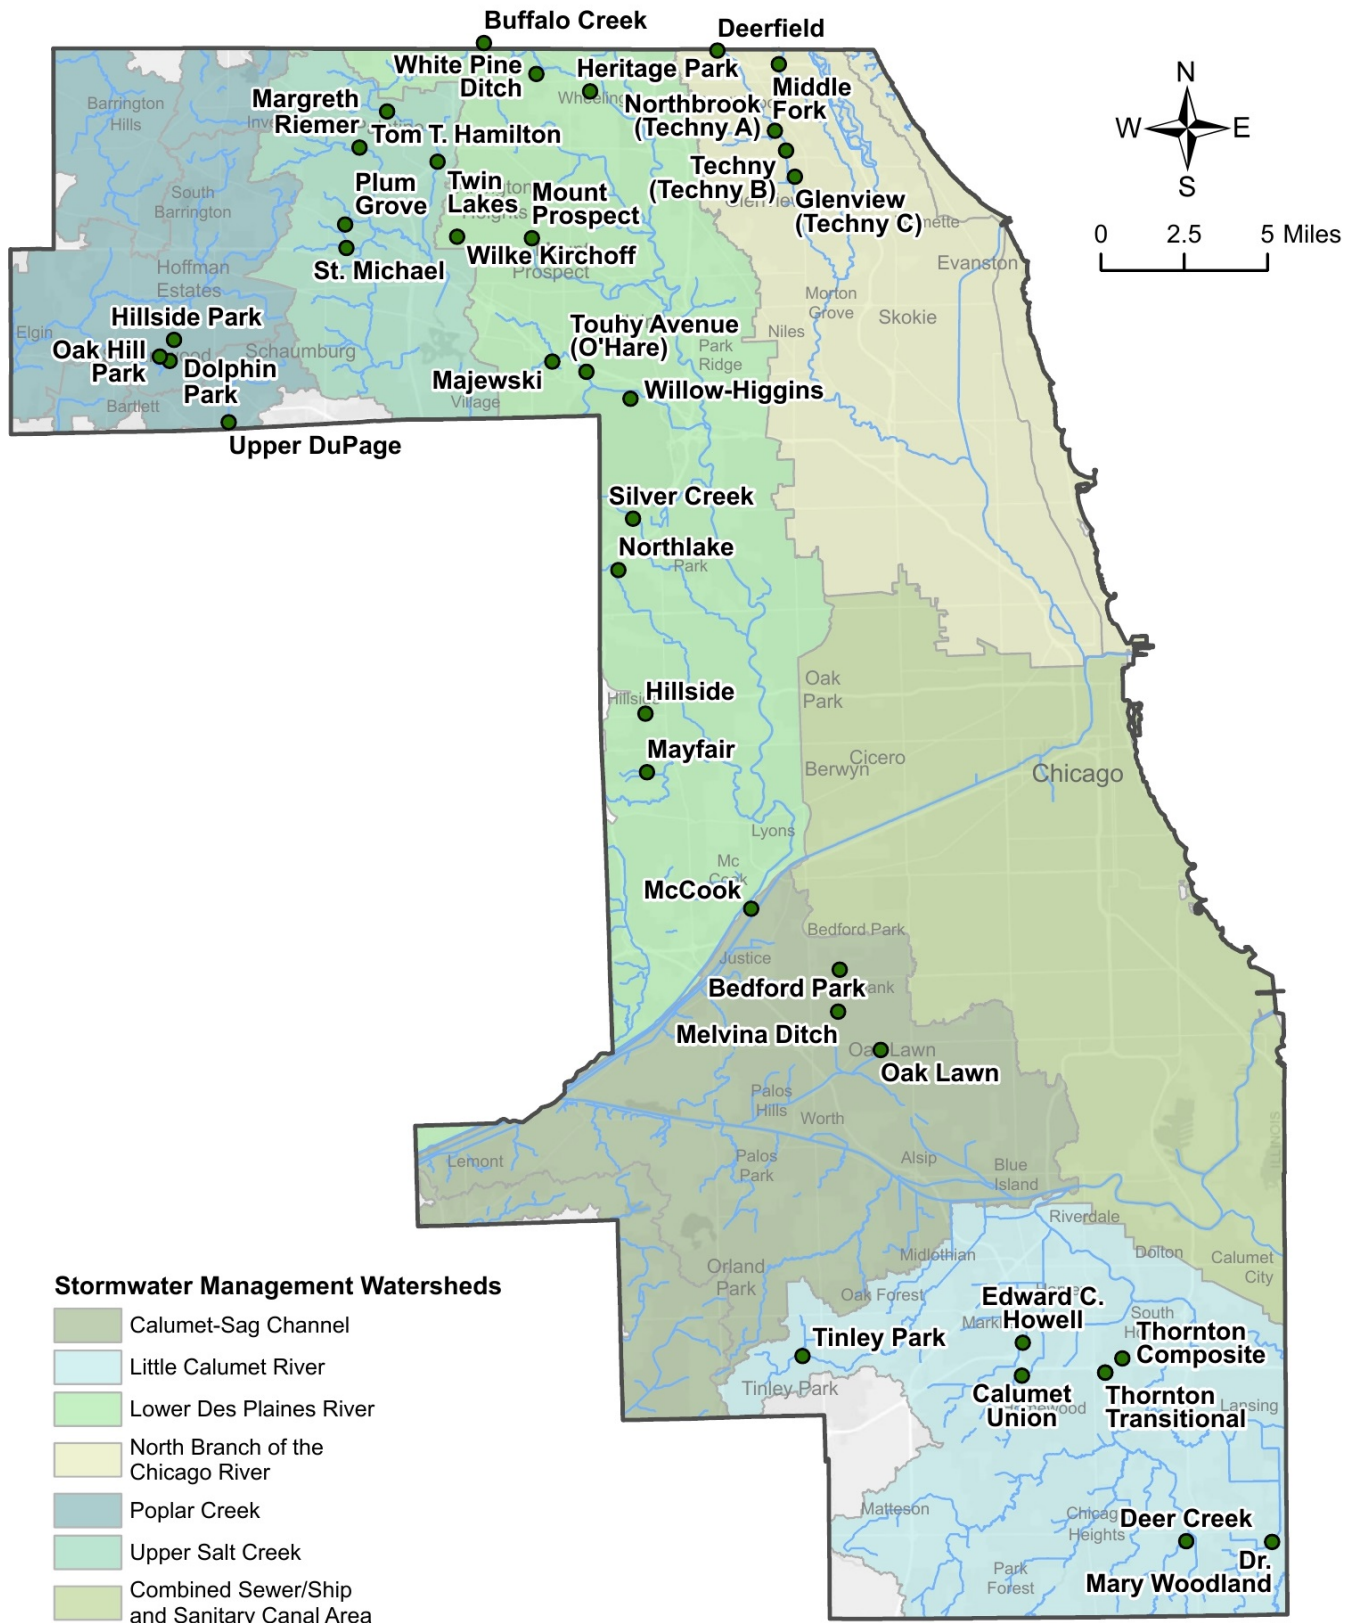 Buffalo Creek
Deerfield
White Pine
Ditch
Heritage Park
Middle
Fork
Margreth
Riemer
Tom T. Hamilton
Northbrook
(Techny A)
Techny
(Techny B)
Glenview
(Techny C)
Plum
Grove
Twin
Lakes
Mount
Prospect
St. Michael
Wilke Kirchoff
Prospect
Barrington
Hills
South
Barrington
Hoffman
Estates
Wheeling
Evanston
Morton
Grove
Skokie
Niles
Park
Ridge
N
W
E
S
0 2.5 5 Miles
Hillside Park
Elgin
Oak Hill
Park
Dolphin
Park
Schaumburg
Bartlett
Upper DuPage
Touhy Avenue
(O'Hare)
Majewski
Village
Willow-Higgins
Silver Creek
Northlake
Park
Hillside
Oak
Park
Mayfair
Berwyn
Cicero
Chicago
Lyons
Mc
Cook
McCook
Bedford Park
Justice
Bedford Park
Melvina Ditch
Oak Lawn
Oak Lawn
Palos
Hills
Worth
Lemont
Palos
Park
Alsip
Blue
Island
ILLINOIS
Riverdale
Midlothian
Dolton
Calumet
City
Orland
Park
Oak Forest
Edward C.
Howell
South
Thornton
Composite
Tinley Park
Tinley Park
Calumet
Union
Thornton
Transitional
Lansing
Matteson
Chicago
Heights
Deer Creek
Park
Forest
Dr.
Mary Woodland
Stormwater Management Watersheds
Calumet-Sag Channel
Little Calumet River
Lower Des Plaines River
North Branch of the
Chicago River
Poplar Creek
Upper Salt Creek
Combined Sewer/Ship
and Sanitary Canal Area